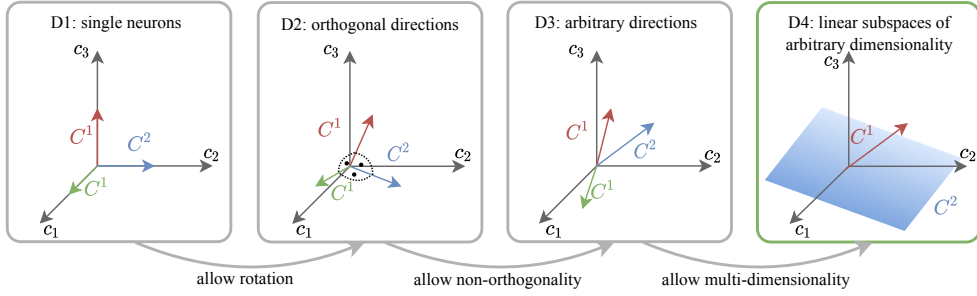 D1: single neurons
c₃
C¹
C²
C¹
c₂
c₁
D2: orthogonal directions
c₃
C¹
C²
C¹
c₂
c₁
D3: arbitrary directions
c₃
C¹
C²
c₂
c₁
D4: linear subspaces of
arbitrary dimensionality
c₃
C¹
c₂
C²
c₁
allow rotation
allow non-orthogonality
allow multi-dimensionality